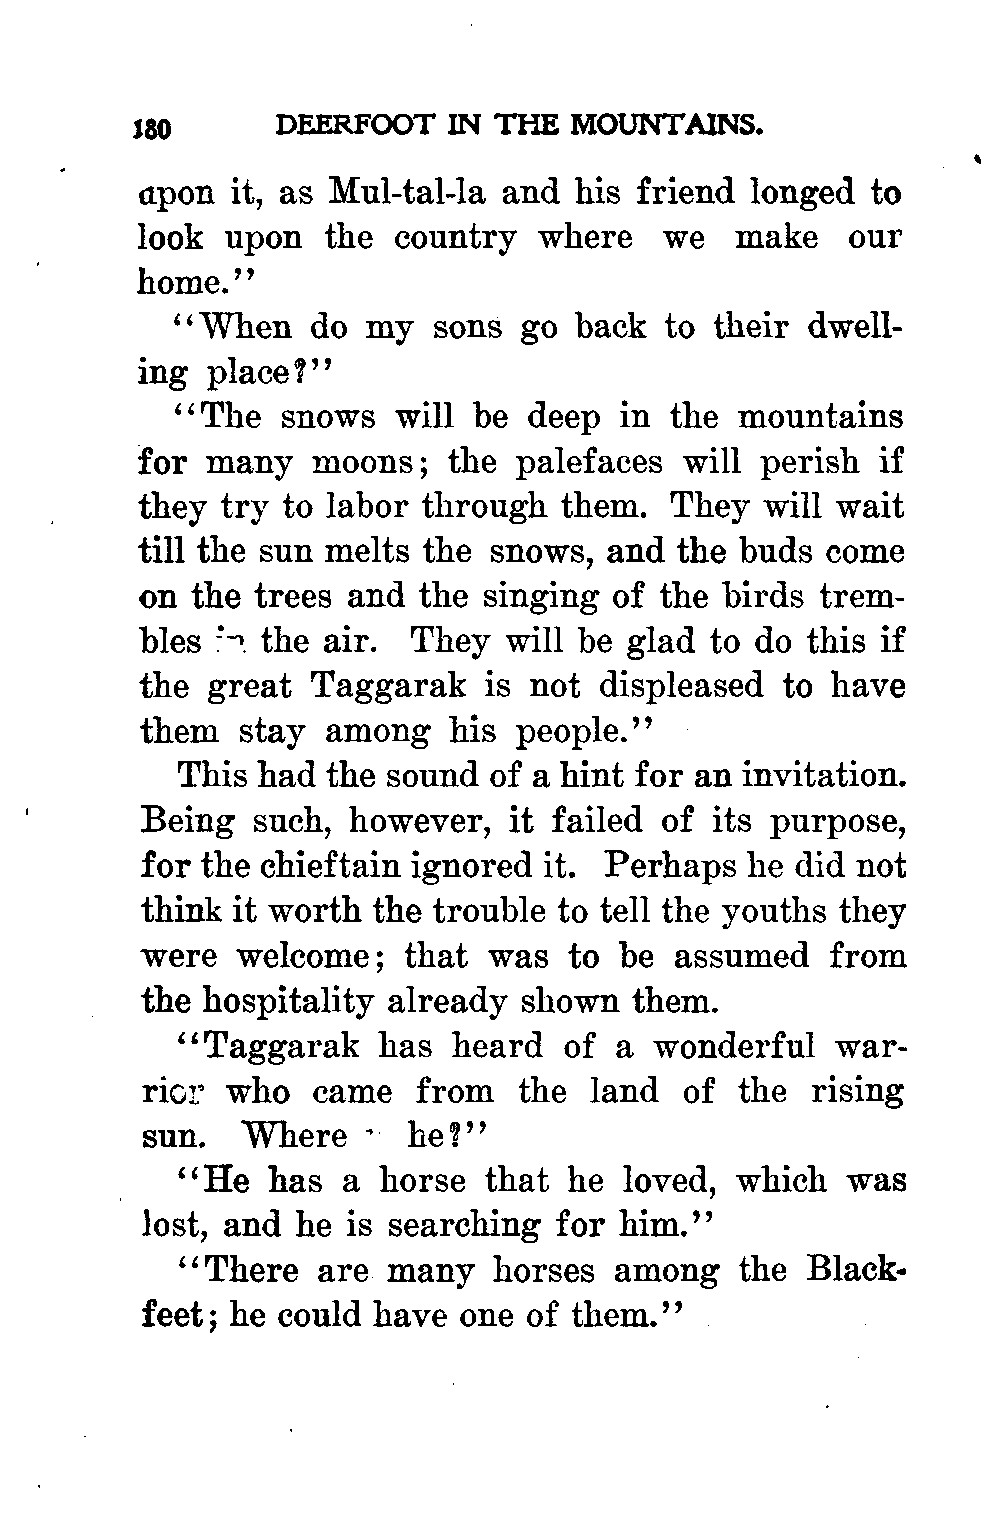 180 DEERFOOT IN THE MOUNTAINS.
upon it, as Mul-tal-la and his friend longed to
look upon the country where we make our
home.”
“When do my sons go back to their dwell-
ing place?”
“The snows will be deep in the mountains
for many moons; the palefaces will perish if
they try to labor through them. They will wait
till the sun melts the snows, and the buds come
on the trees and the singing of the birds trem-
bles in the air. They will be glad to do this if
the great Taggarak is not displeased to have
them stay among his people.”
This had the sound of a hint for an invitation.
Being such, however, it failed of its purpose,
for the chieftain ignored it. Perhaps he did not
think it worth the trouble to tell the youths they
were welcome; that was to be assumed from
the hospitality already shown them.
“Taggarak has heard of a wonderful war-
rior who came from the land of the rising
sun. Where he?”
“He has a horse that he loved, which was
lost, and he is searching for him.”
“There are many horses among the Black-
feet; he could have one of them.”